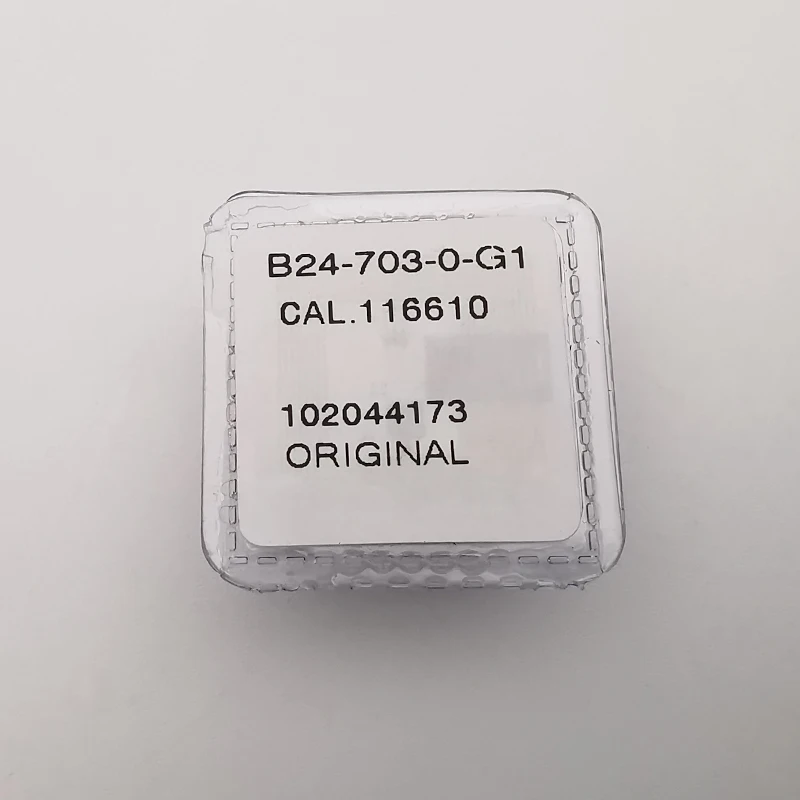 B24-703-0-G1
CAL.116610
102044173
ORIGINAL